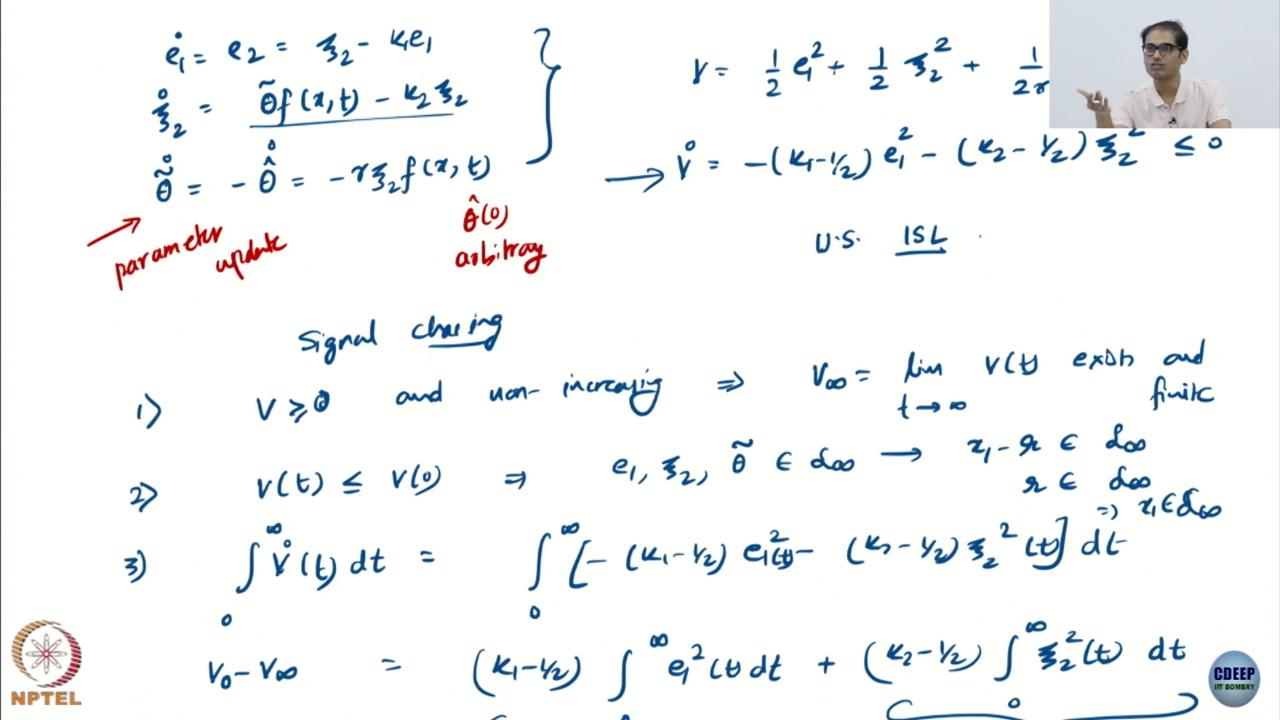 ė₁ = e₂ = ξ₂ - k₁e₁
ξ̇₂ = θ̃f(x,t) - k₂ξ₂
θ̃̇ = -θ̂̇ = -γξ₂f(x,t)
parameter update
θ̂(0) arbitray
V = 1/2 e₁² + 1/2 ξ₂² + 1/2γ
→ V̇ = -(k₁-1/2)e₁² - (k₂-1/2)ξ₂² ≤ 0
U.S. ISL
Signal chasing
1) V ≥ 0 and non-increasing ⇒ V∞ = lim t→∞ V(t) exists and finite
2) V(t) ≤ V(0) ⇒ e₁, ξ₂, θ̃ ∈ L∞ → x₁ - r ∈ L∞
r ∈ L∞
⇒ x₁ ∈ L∞
3) ∫₀^∞ V̇(t) dt = ∫₀^∞ [-(k₁-1/2) e₁²(t) - (k₂-1/2) ξ₂²(t)] dt
V₀ - V∞ = (k₁-1/2) ∫₀^∞ e₁²(t) dt + (k₂-1/2) ∫₀^∞ ξ₂²(t) dt
NPTEL
CDEEP
IIT BOMBAY